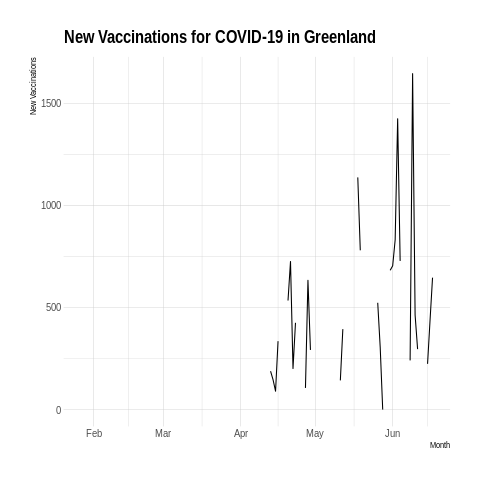 New Vaccinations for COVID-19 in Greenland
New Vaccinations
1500
1000
500
0
Feb Mar Apr May Jun
Month